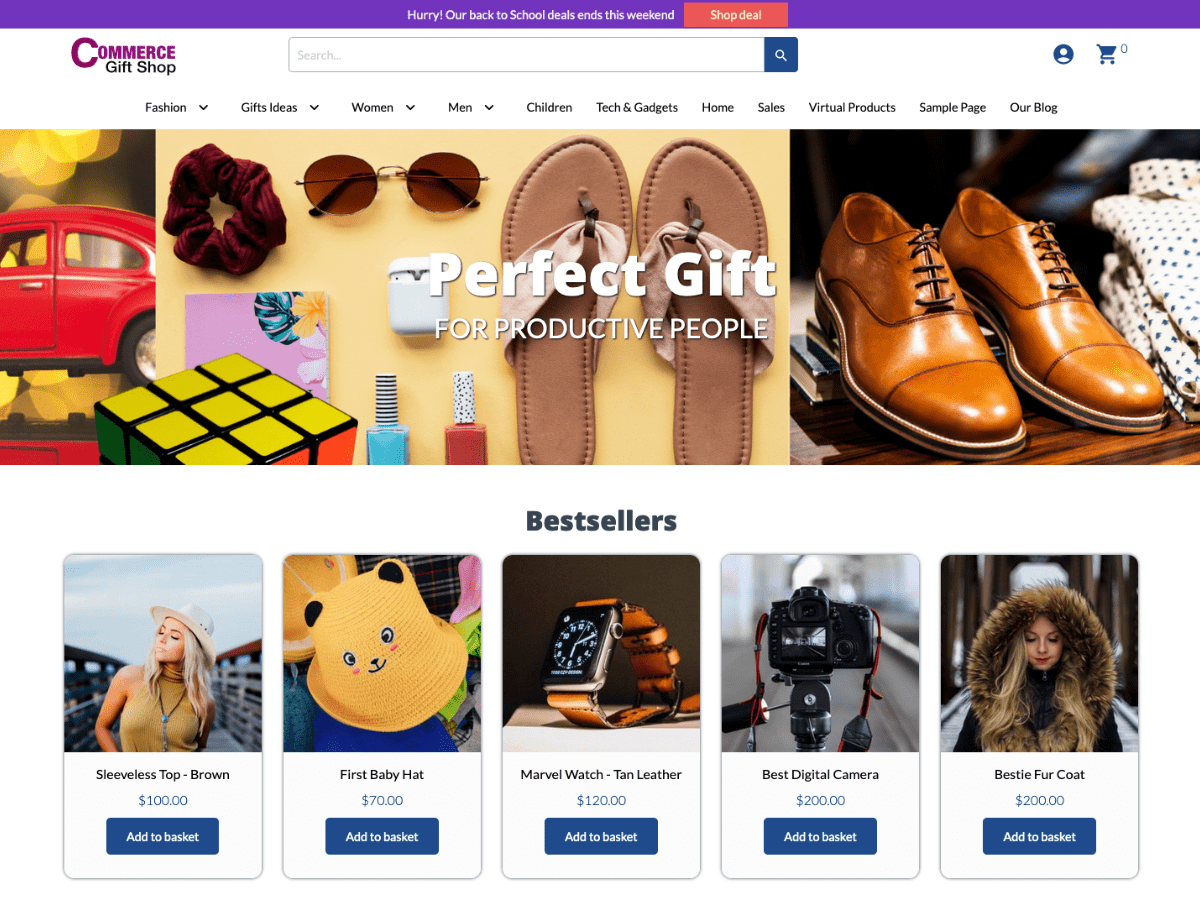 Hurry! Our back to School deals ends this weekend Shop deal
COMMERCE
Gift Shop
Search...
0
Fashion Gifts Ideas Women Men Children Tech & Gadgets Home Sales Virtual Products Sample Page Our Blog
Perfect Gift
FOR PRODUCTIVE PEOPLE
Bestsellers
Sleeveless Top - Brown
$100.00
Add to basket
First Baby Hat
$70.00
Add to basket
Marvel Watch - Tan Leather
$120.00
Add to basket
Best Digital Camera
$200.00
Add to basket
Bestie Fur Coat
$200.00
Add to basket